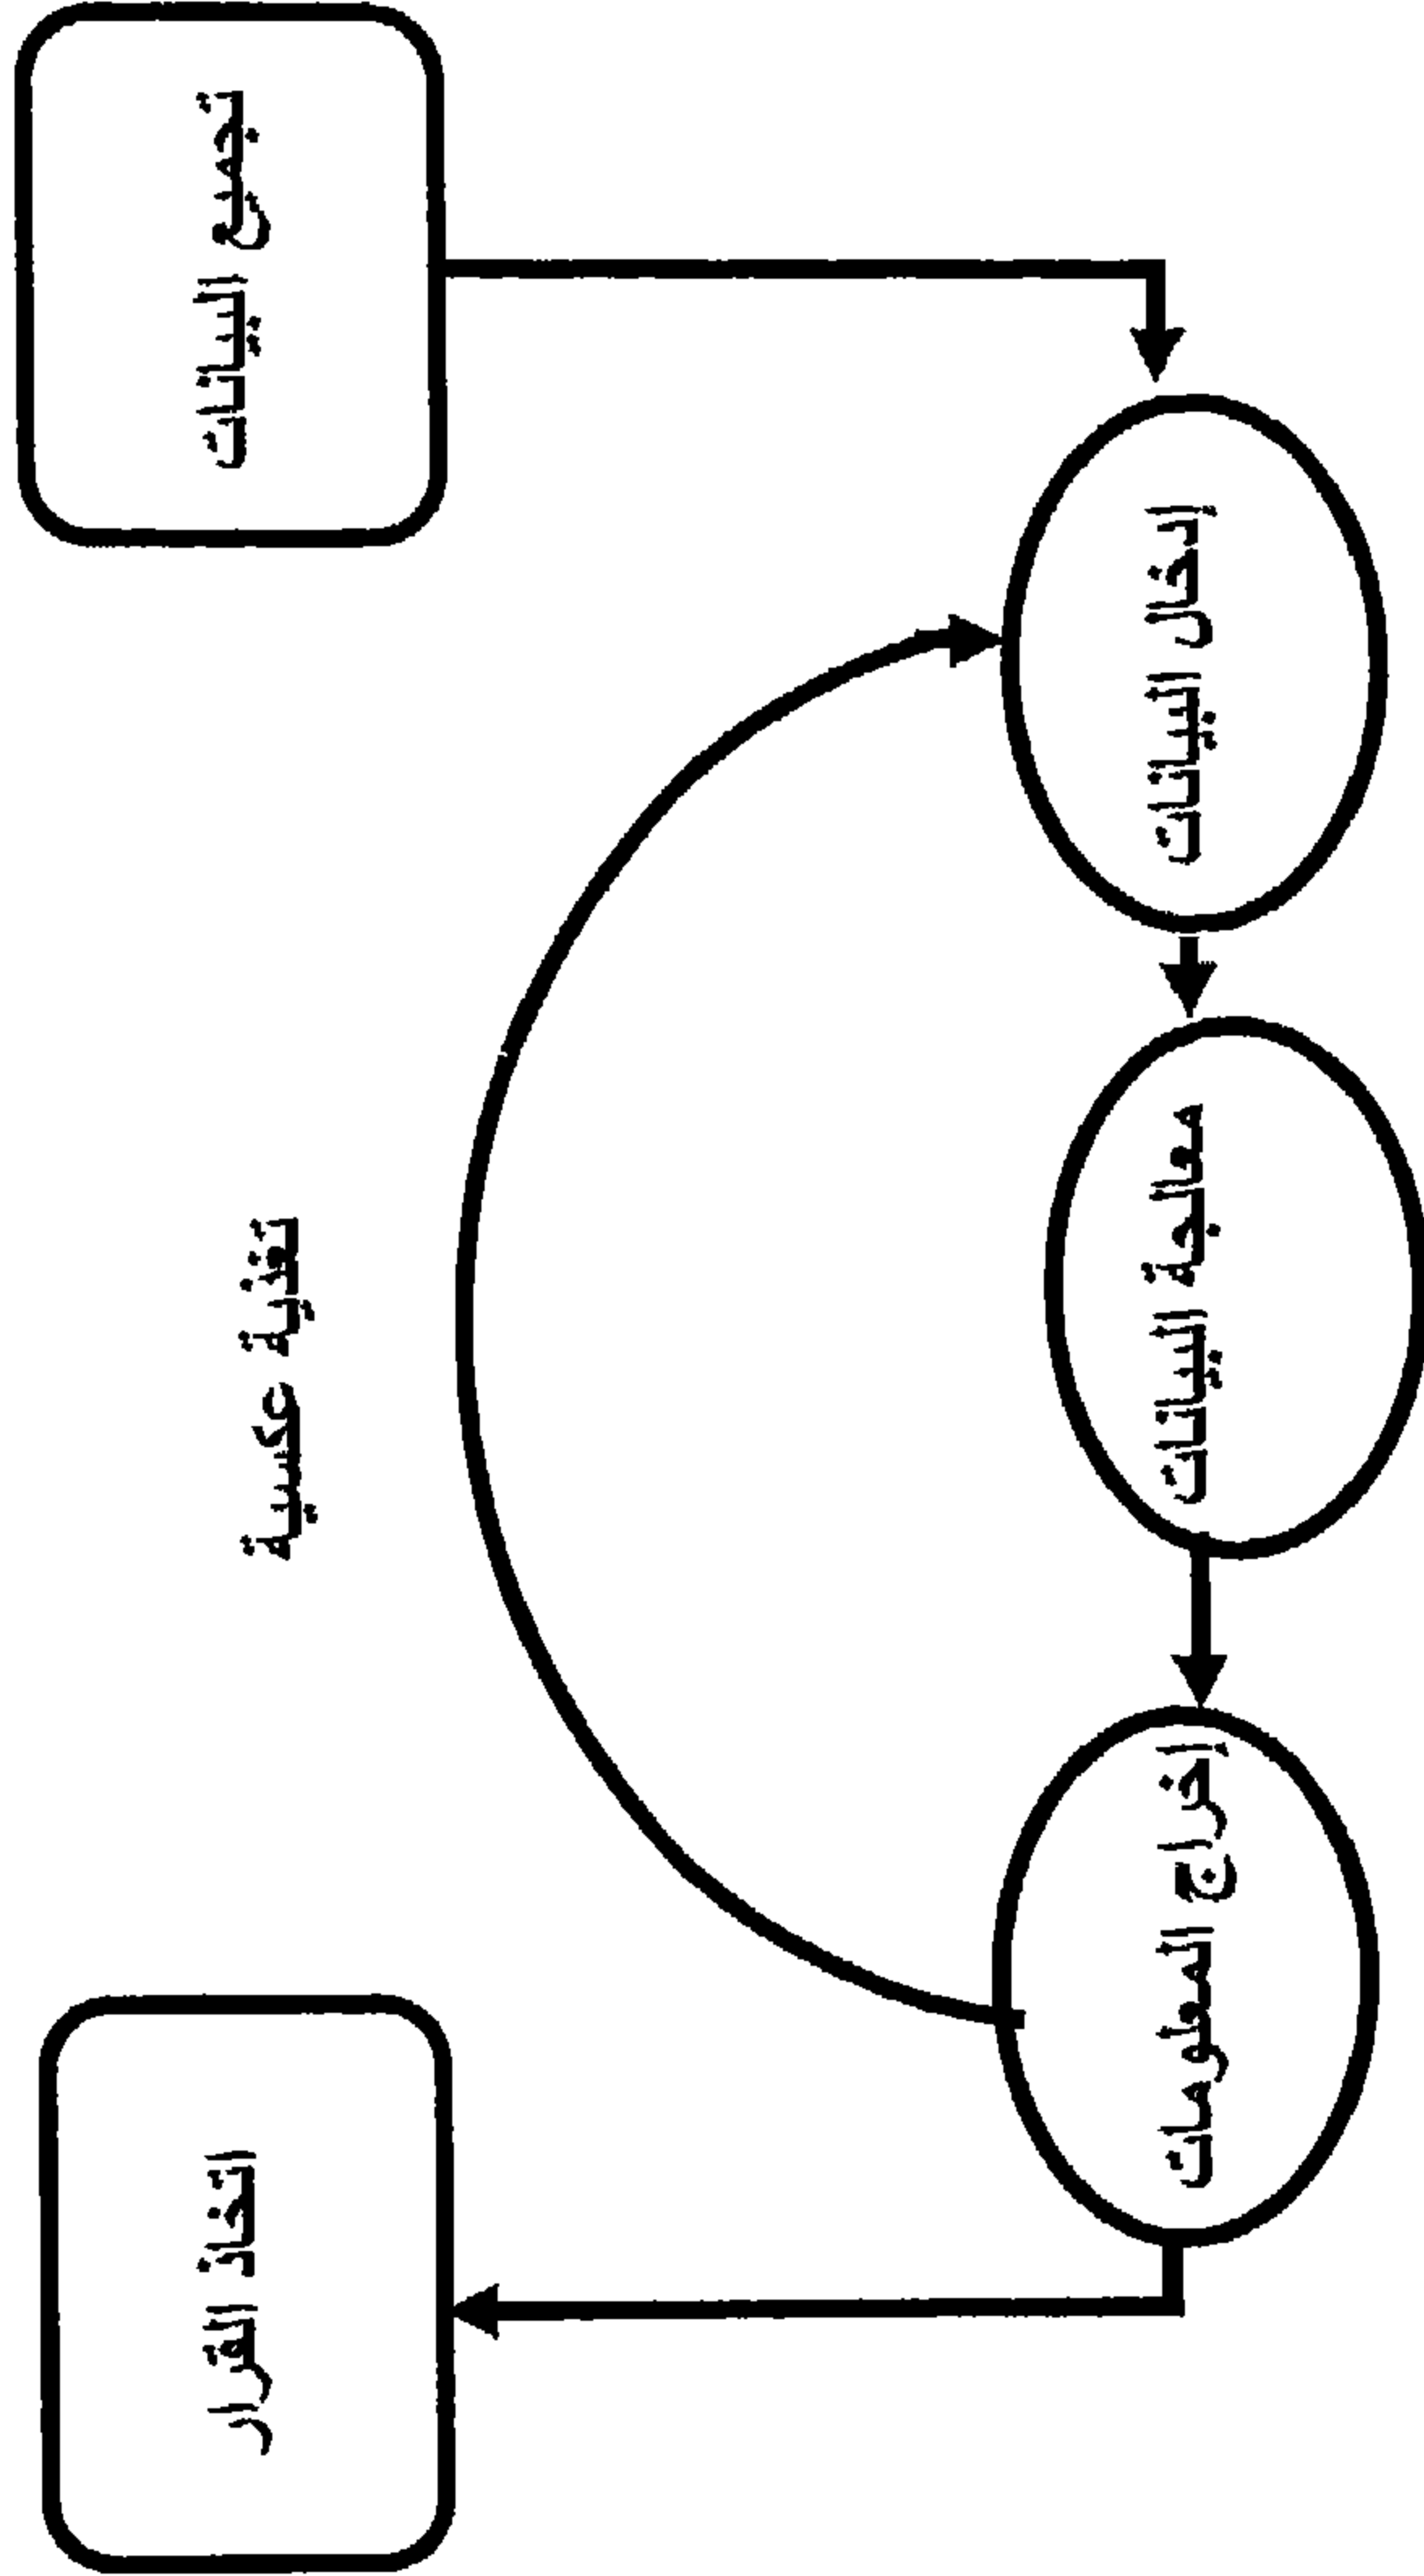 تجميع البيانات
إدخال البيانات
معالجة البيانات
إخراج المعلومات
اتخاذ القرار
تغذية عكسية